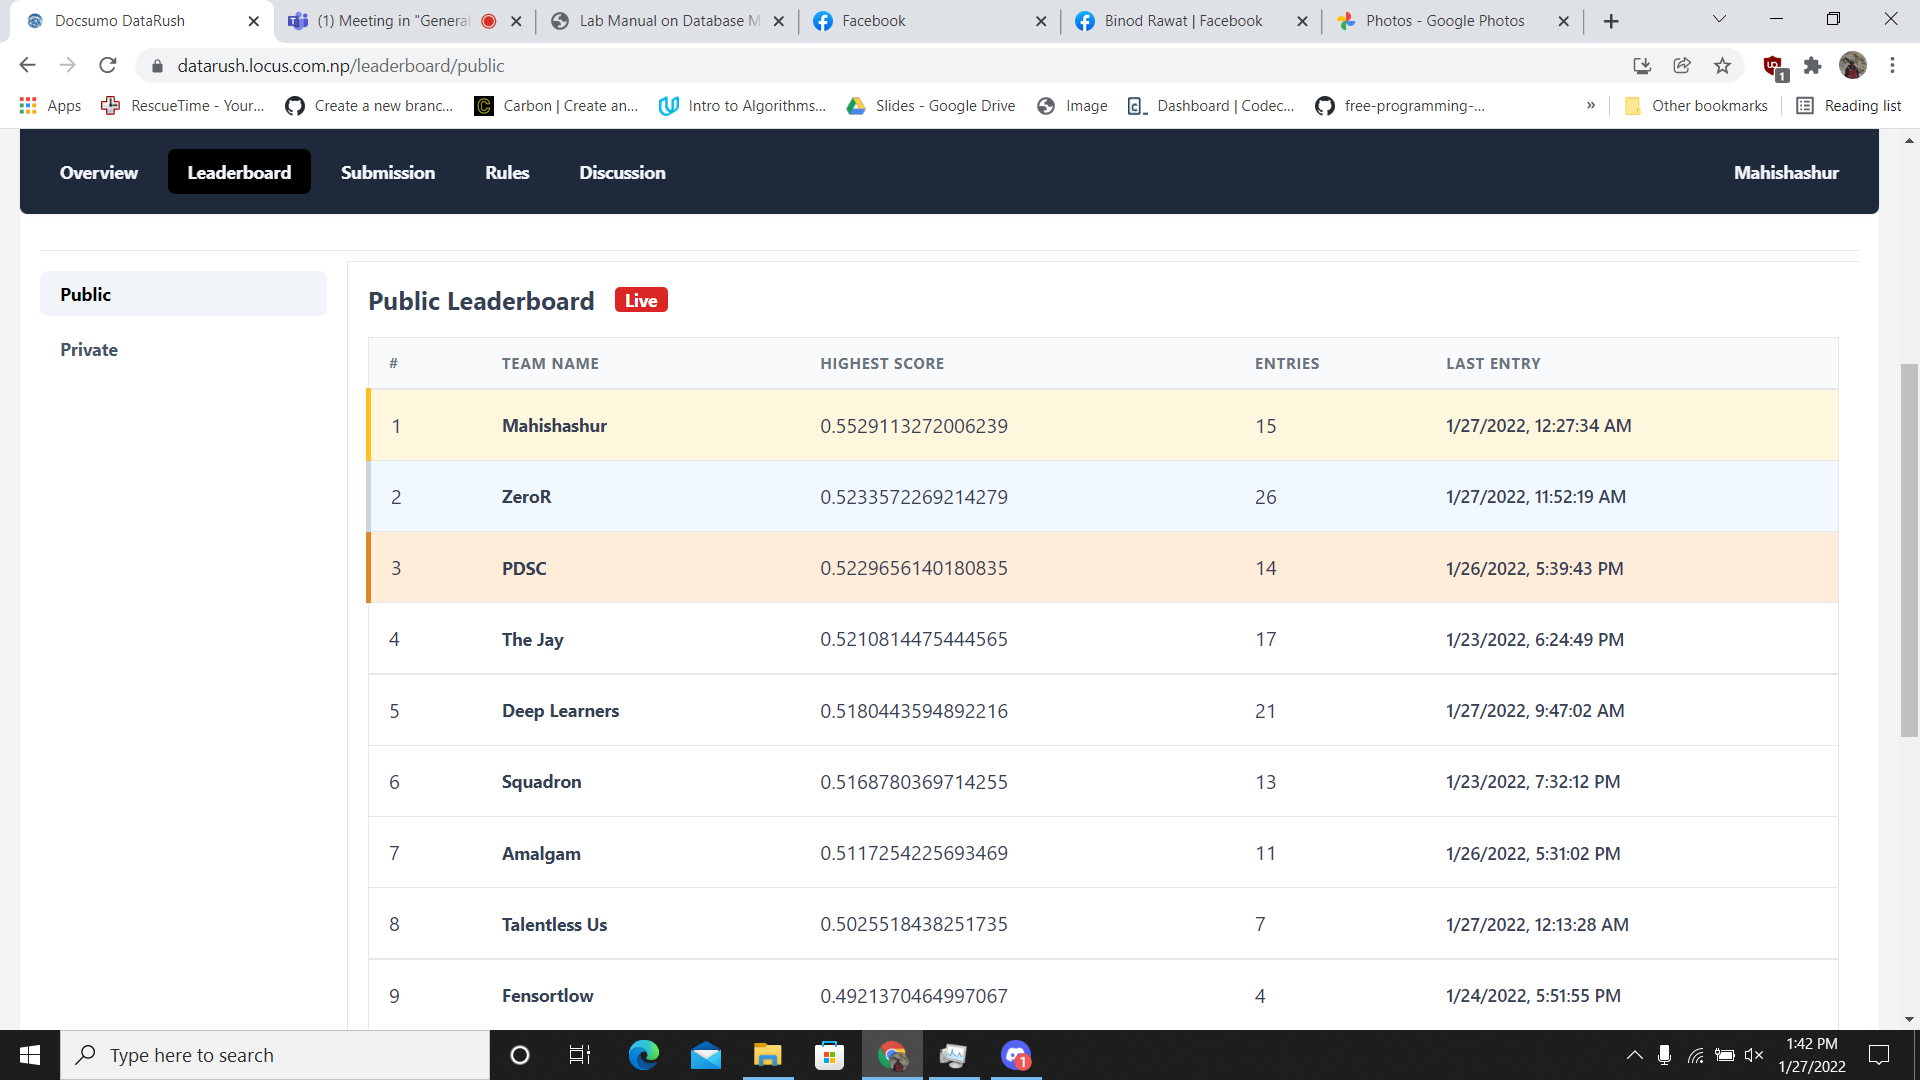 Docsumo DataRush
(1) Meeting in "General
Lab Manual on Database M
Facebook
Binod Rawat | Facebook
Photos - Google Photos
datarush.locus.com.np/leaderboard/public
1
Apps
RescueTime - Your...
Create a new branc...
Carbon | Create an...
Intro to Algorithms...
Slides - Google Drive
Image
Dashboard | Codec...
free-programming-...
»
Other bookmarks
Reading list
Overview
Leaderboard
Submission
Rules
Discussion
Mahishashur
Public
Private
Public Leaderboard Live
# TEAM NAME HIGHEST SCORE ENTRIES LAST ENTRY
1 Mahishashur 0.5529113272006239 15 1/27/2022, 12:27:34 AM
2 ZeroR 0.5233572269214279 26 1/27/2022, 11:52:19 AM
3 PDSC 0.5229656140180835 14 1/26/2022, 5:39:43 PM
4 The Jay 0.5210814475444565 17 1/23/2022, 6:24:49 PM
5 Deep Learners 0.5180443594892216 21 1/27/2022, 9:47:02 AM
6 Squadron 0.5168780369714255 13 1/23/2022, 7:32:12 PM
7 Amalgam 0.5117254225693469 11 1/26/2022, 5:31:02 PM
8 Talentless Us 0.5025518438251735 7 1/27/2022, 12:13:28 AM
9 Fensortlow 0.4921370464997067 4 1/24/2022, 5:51:55 PM
Type here to search
1
1:42 PM
1/27/2022